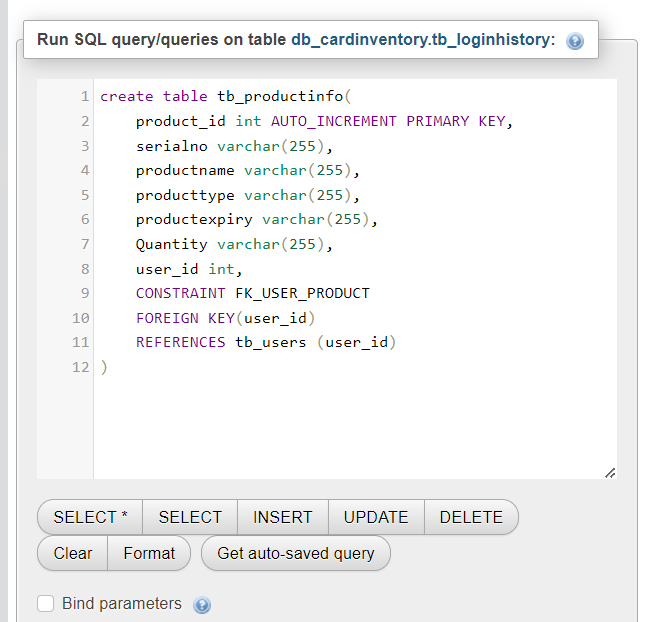 Run SQL query/queries on table db_cardinventory.tb_loginhistory:
1 create table tb_productinfo(
2 product_id int AUTO_INCREMENT PRIMARY KEY,
3 serialno varchar(255),
4 productname varchar(255),
5 producttype varchar(255),
6 productexpiry varchar(255),
7 Quantity varchar(255),
8 user_id int,
9 CONSTRAINT FK_USER_PRODUCT
10 FOREIGN KEY(user_id)
11 REFERENCES tb_users (user_id)
12 )
SELECT * SELECT INSERT UPDATE DELETE
Clear Format Get auto-saved query
Bind parameters